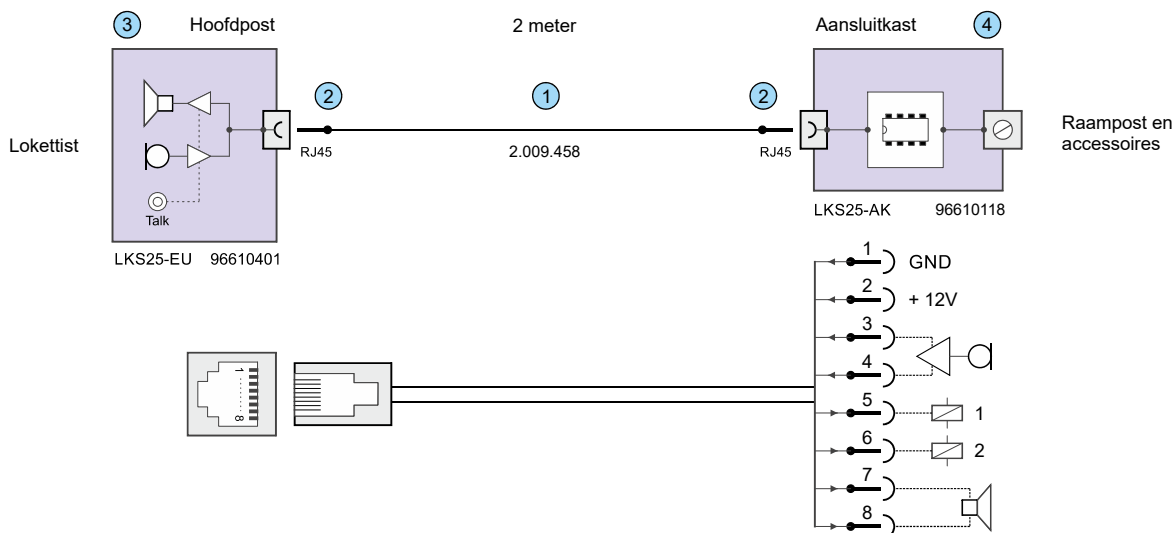 3 Hoofdpost 2 meter Aansluitkast 4
2 1 2
Lokettist
Raampost en
accessoires
RJ45 2.009.458 RJ45
Talk
LKS25-EU 96610401
LKS25-AK 96610118
1 GND
2 + 12V
3
4
5 1
6 2
7
8
1
8